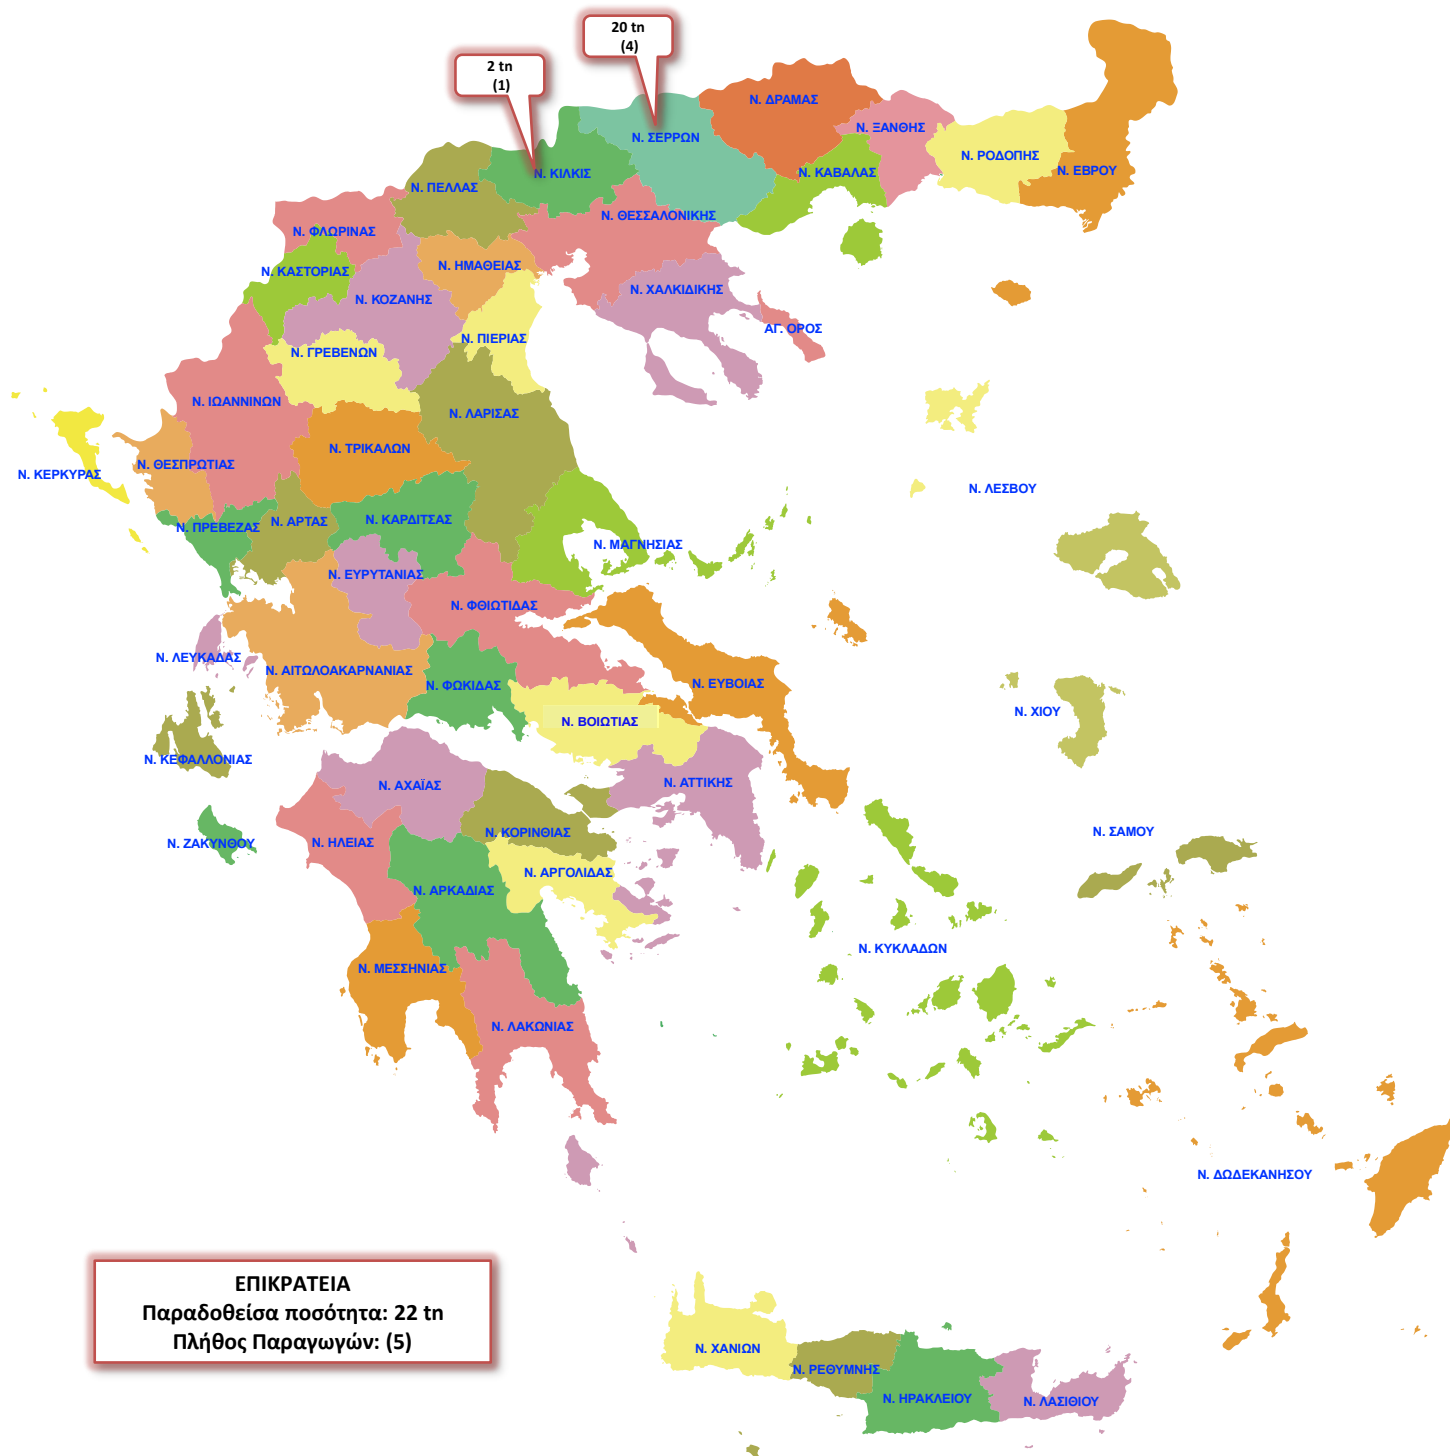 20 tn
(4)
2 tn
(1)
Ν. ΔΡΑΜΑΣ
Ν. ΞΑΝΘΗΣ
Ν. ΣΕΡΡΩΝ
Ν. ΡΟΔΟΠΗΣ
Ν. ΕΒΡΟΥ
Ν. ΚΙΛΚΙΣ
Ν. ΚΑΒΑΛΑΣ
Ν. ΠΕΛΛΑΣ
Ν. ΘΕΣΣΑΛΟΝΙΚΗΣ
Ν. ΦΛΩΡΙΝΑΣ
Ν. ΗΜΑΘΕΙΑΣ
Ν. ΚΑΣΤΟΡΙΑΣ
Ν. ΧΑΛΚΙΔΙΚΗΣ
Ν. ΚΟΖΑΝΗΣ
ΑΓ. ΟΡΟΣ
Ν. ΠΙΕΡΙΑΣ
Ν. ΓΡΕΒΕΝΩΝ
Ν. ΙΩΑΝΝΙΝΩΝ
Ν. ΛΑΡΙΣΑΣ
Ν. ΤΡΙΚΑΛΩΝ
Ν. ΘΕΣΠΡΩΤΙΑΣ
Ν. ΚΕΡΚΥΡΑΣ
Ν. ΛΕΣΒΟΥ
Ν. ΚΑΡΔΙΤΣΑΣ
Ν. ΑΡΤΑΣ
Ν. ΠΡΕΒΕΖΑΣ
Ν. ΜΑΓΝΗΣΙΑΣ
Ν. ΕΥΡΥΤΑΝΙΑΣ
Ν. ΦΘΙΩΤΙΔΑΣ
Ν. ΛΕΥΚΑΔΑΣ
Ν. ΑΙΤΩΛΟΑΚΑΡΝΑΝΙΑΣ
Ν. ΦΩΚΙΔΑΣ
Ν. ΕΥΒΟΙΑΣ
Ν. ΧΙΟΥ
Ν. ΒΟΙΩΤΙΑΣ
Ν. ΚΕΦΑΛΛΟΝΙΑΣ
Ν. ΑΧΑΪΑΣ
Ν. ΑΤΤΙΚΗΣ
Ν. ΣΑΜΟΥ
Ν. ΚΟΡΙΝΘΙΑΣ
Ν. ΖΑΚΥΝΘΟΥ
Ν. ΗΛΕΙΑΣ
Ν. ΑΡΓΟΛΙΔΑΣ
Ν. ΑΡΚΑΔΙΑΣ
Ν. ΚΥΚΛΑΔΩΝ
Ν. ΜΕΣΣΗΝΙΑΣ
Ν. ΛΑΚΩΝΙΑΣ
Ν. ΔΩΔΕΚΑΝΗΣΟΥ
ΕΠΙΚΡΑΤΕΙΑ
Παραδοθείσα ποσότητα: 22 tn
Πλήθος Παραγωγών: (5)
Ν. ΧΑΝΙΩΝ
Ν. ΡΕΘΥΜΝΗΣ
Ν. ΗΡΑΚΛΕΙΟΥ
Ν. ΛΑΣΙΘΙΟΥ